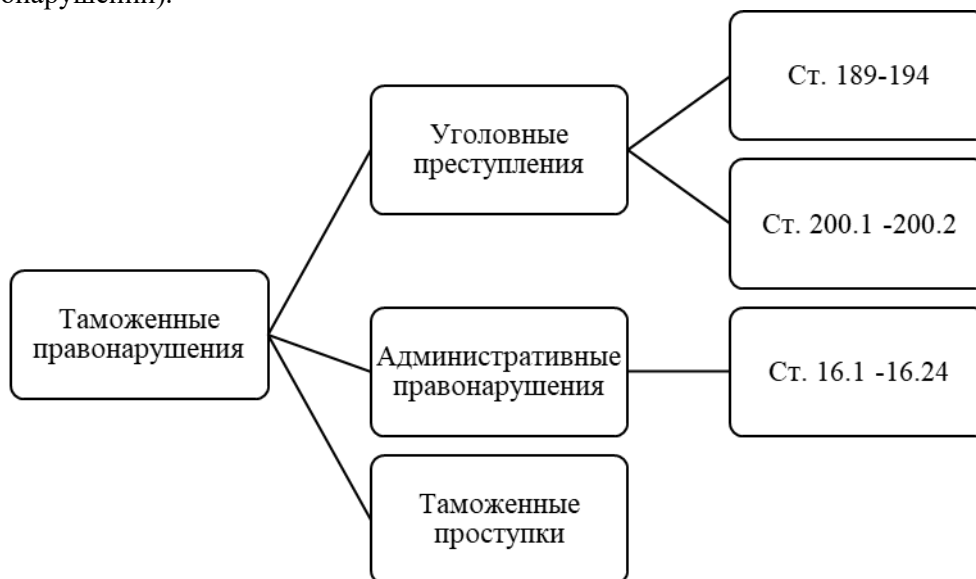 Ст. 189-194
Уголовные
преступления
Ст. 200.1 -200.2
Таможенные
правонарушения
Административные
правонарушения
Ст. 16.1 -16.24
Таможенные
проступки